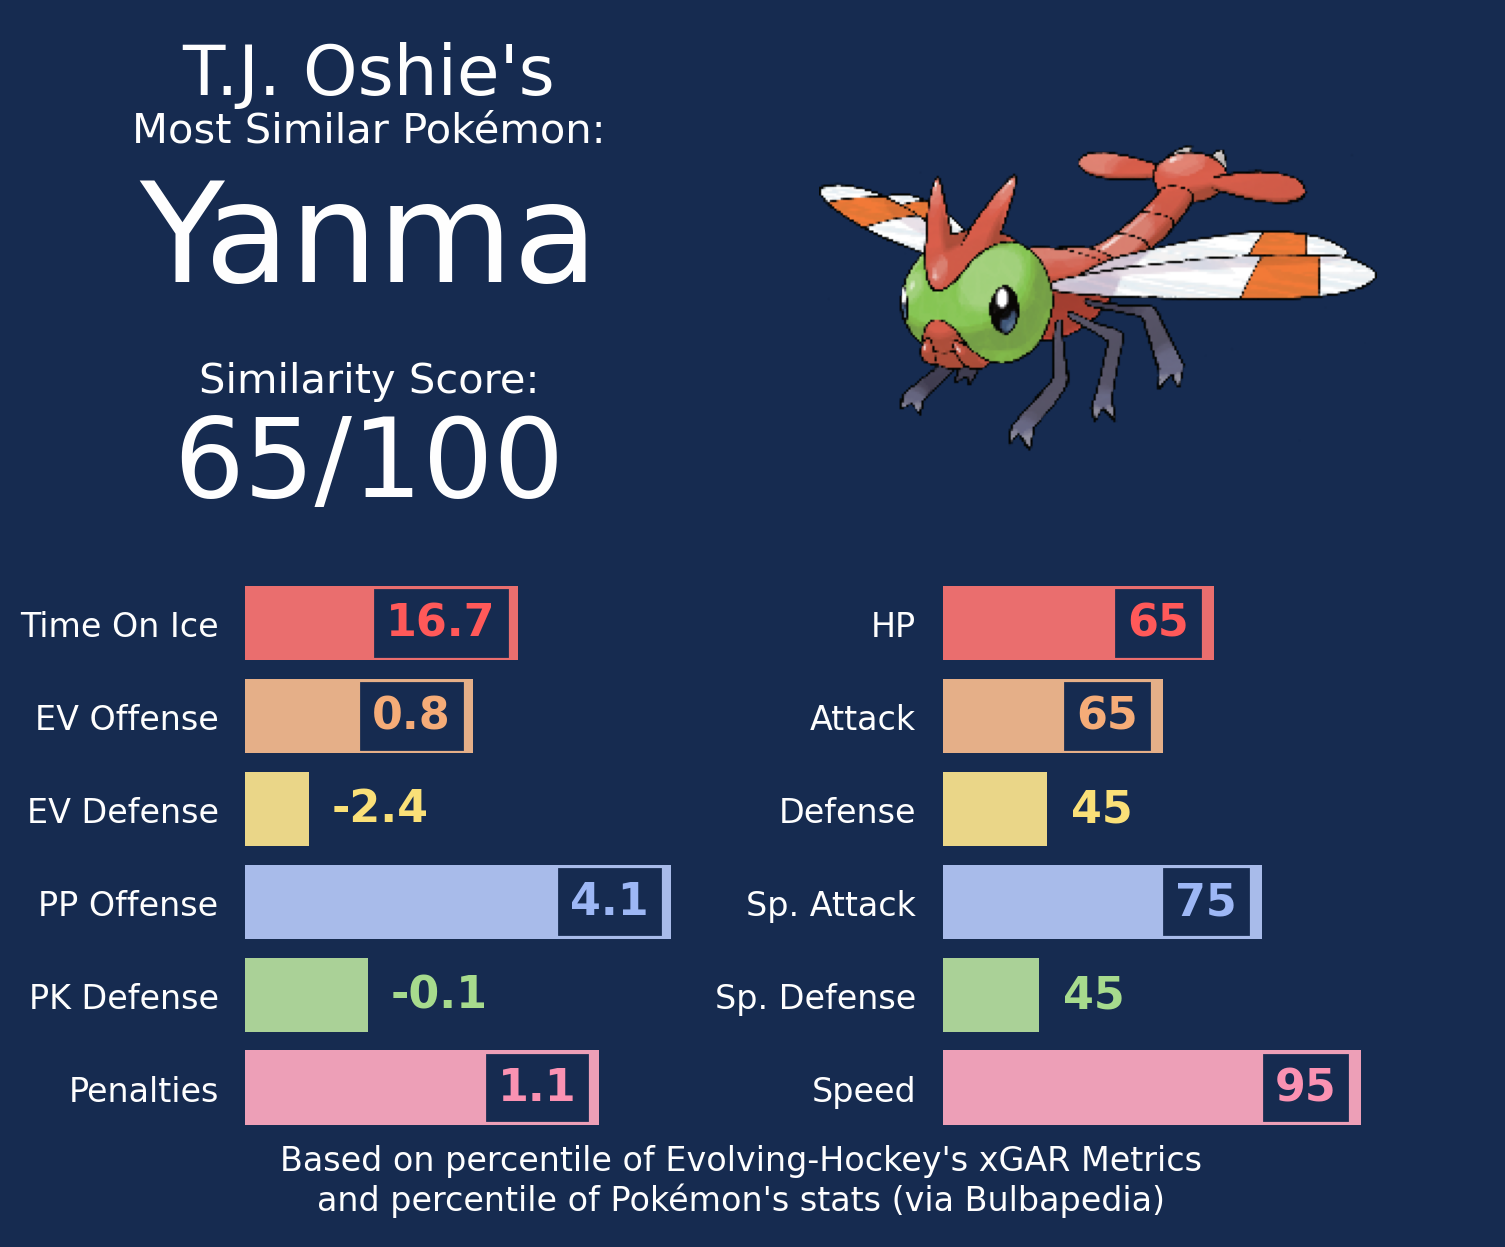 T.J. Oshie's
Most Similar Pokémon:
Yanma
Similarity Score:
65/100
Time On Ice 16.7
EV Offense 0.8
EV Defense -2.4
PP Offense 4.1
PK Defense -0.1
Penalties 1.1
HP 65
Attack 65
Defense 45
Sp. Attack 75
Sp. Defense 45
Speed 95
Based on percentile of Evolving-Hockey's xGAR Metrics
and percentile of Pokémon's stats (via Bulbapedia)